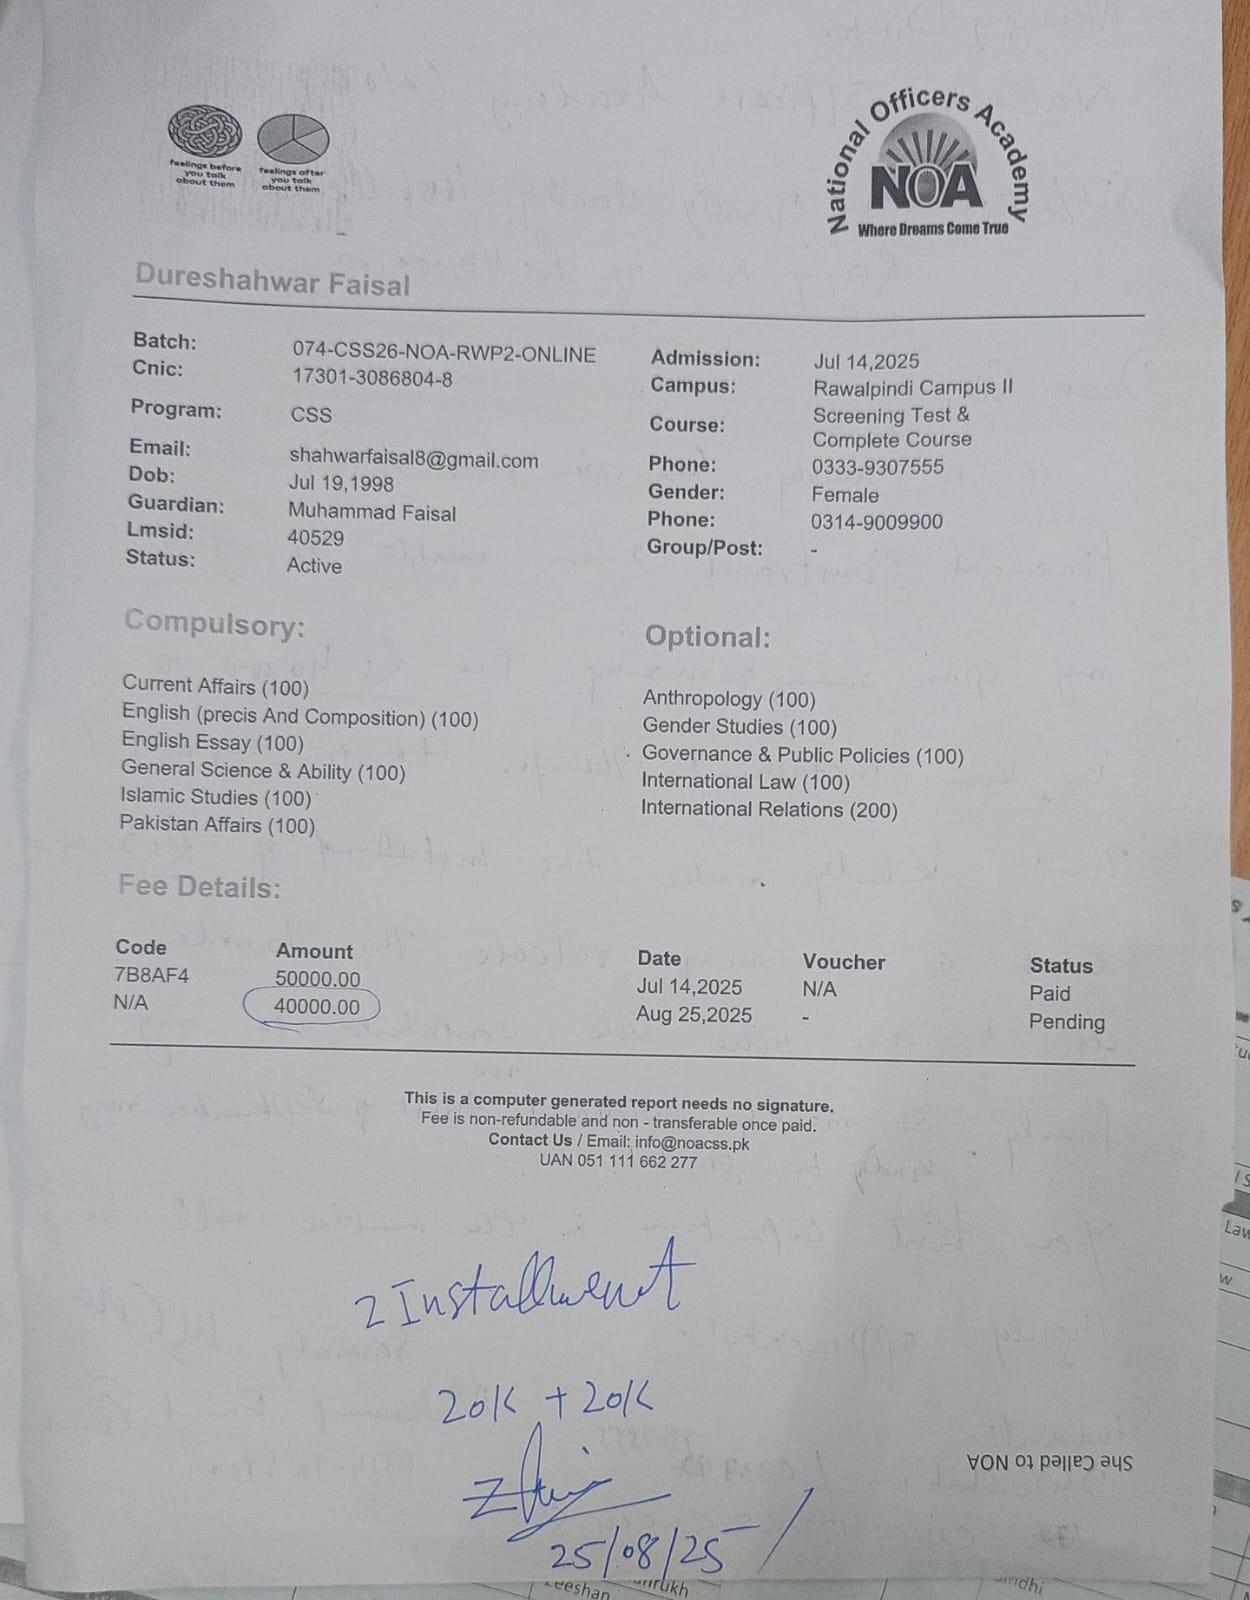 feelings before
you talk
about them
feelings after
you talk
about them
National Officers Academy
NOA
Where Dreams Come True
Dureshahwar Faisal
Batch: 074-CSS26-NOA-RWP2-ONLINE
Cnic: 17301-3086804-8
Program: CSS
Email: shahwarfaisal8@gmail.com
Dob: Jul 19,1998
Guardian: Muhammad Faisal
Lmsid: 40529
Status: Active
Admission: Jul 14,2025
Campus: Rawalpindi Campus II
Course: Screening Test &
Complete Course
Phone: 0333-9307555
Gender: Female
Phone: 0314-9009900
Group/Post: -
Compulsory:
Current Affairs (100)
English (precis And Composition) (100)
English Essay (100)
General Science & Ability (100)
Islamic Studies (100)
Pakistan Affairs (100)
Optional:
Anthropology (100)
Gender Studies (100)
Governance & Public Policies (100)
International Law (100)
International Relations (200)
Fee Details:
Code Amount Date Voucher Status
7B8AF4 50000.00 Jul 14,2025 N/A Paid
N/A 40000.00 Aug 25,2025 - Pending
This is a computer generated report needs no signature.
Fee is non-refundable and non - transferable once paid.
Contact Us / Email: info@noacss.pk
UAN 051 111 662 277
2 Installment
20K + 20K
She Called to NOA
25/08/25
Law